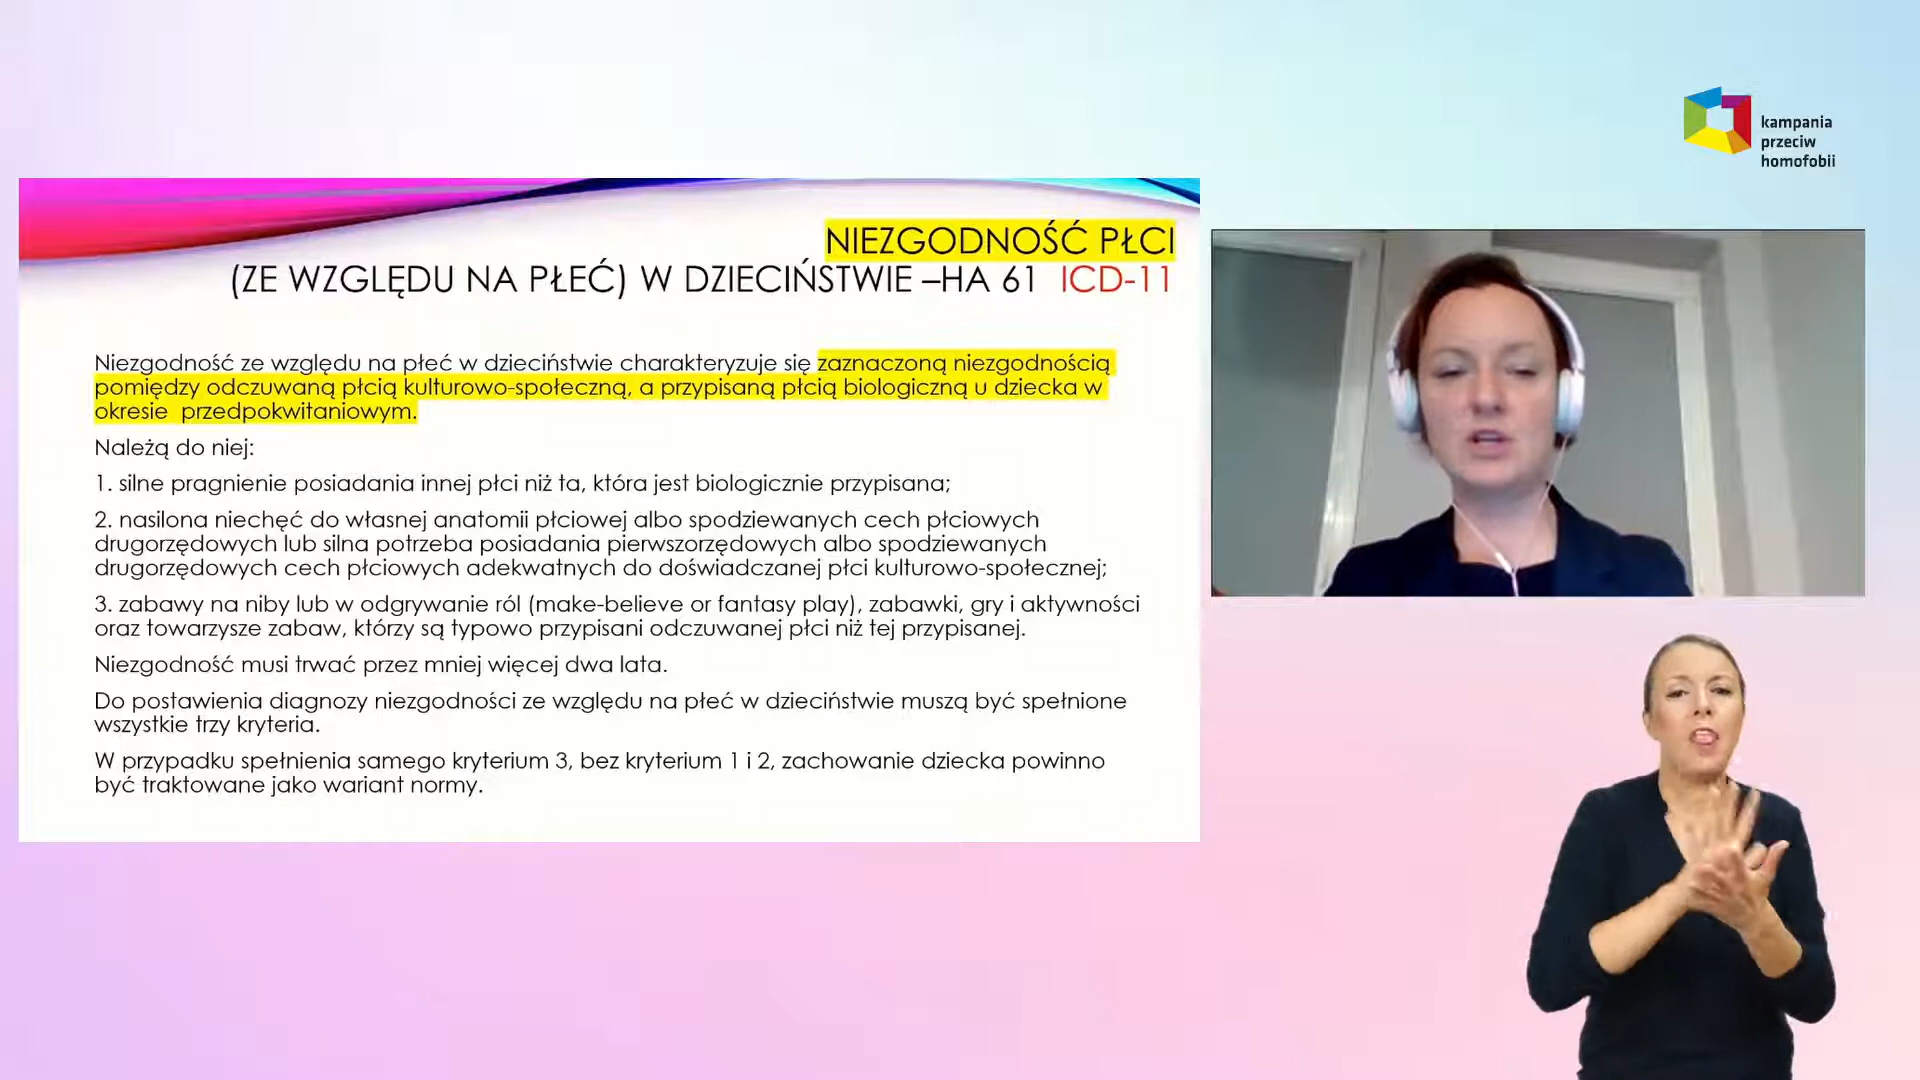 kampania
przeciw
homofobii
NIEZGODNOŚĆ PŁCI
(ZE WZGLĘDU NA PŁEĆ) W DZIECIŃSTWIE –HA 61 ICD-11
Niezgodność ze względu na płeć w dzieciństwie charakteryzuje się zaznaczoną niezgodnością
pomiędzy odczuwaną płcią kulturowo-społeczną, a przypisaną płcią biologiczną u dziecka w
okresie przedpokwitaniowym.
Należą do niej:
1. silne pragnienie posiadania innej płci niż ta, która jest biologicznie przypisana;
2. nasilona niechęć do własnej anatomii płciowej albo spodziewanych cech płciowych
drugorzędowych lub silna potrzeba posiadania pierwszorzędowych albo spodziewanych
drugorzędowych cech płciowych adekwatnych do doświadczanej płci kulturowo-społecznej;
3. zabawy na niby lub w odgrywanie ról (make-believe or fantasy play), zabawki, gry i aktywności
oraz towarzysze zabaw, którzy są typowo przypisani odczuwanej płci niż tej przypisanej.
Niezgodność musi trwać przez mniej więcej dwa lata.
Do postawienia diagnozy niezgodności ze względu na płeć w dzieciństwie muszą być spełnione
wszystkie trzy kryteria.
W przypadku spełnienia samego kryterium 3, bez kryterium 1 i 2, zachowanie dziecka powinno
być traktowane jako wariant normy.